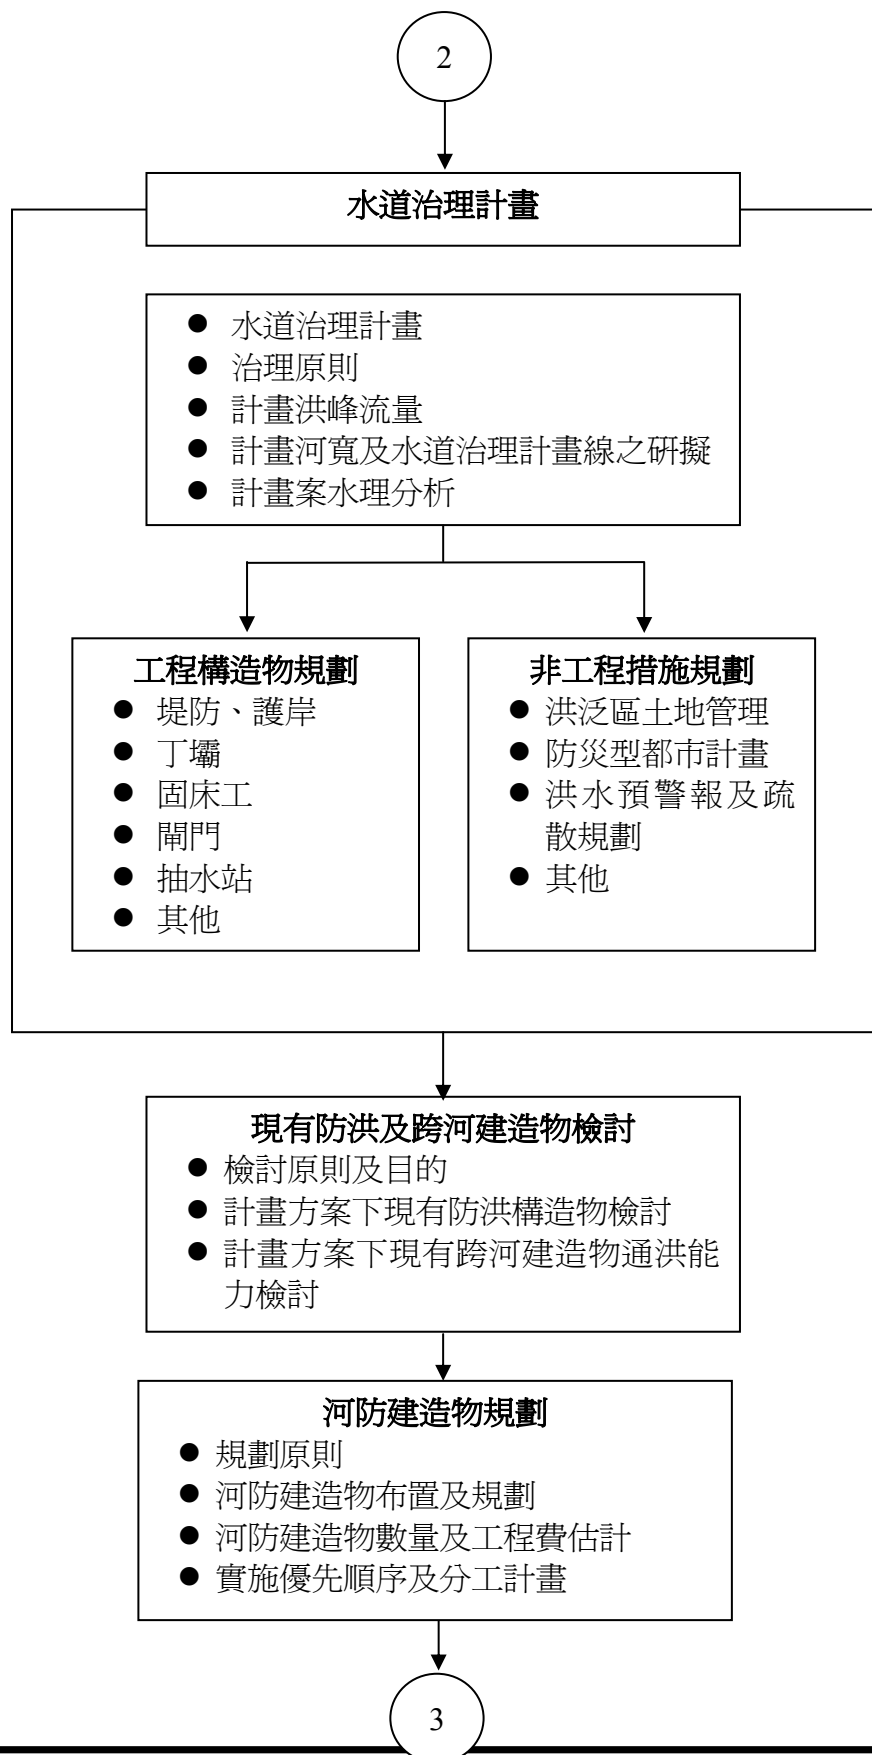 2
水道治理計畫
● 水道治理計畫
● 治理原則
● 計畫洪峰流量
● 計畫河寬及水道治理計畫線之研擬
● 計畫案水理分析
工程構造物規劃
● 堤防、護岸
● 丁壩
● 固床工
● 閘門
● 抽水站
● 其他
非工程措施規劃
● 洪泛區土地管理
● 防災型都市計畫
● 洪水預警報及疏
散規劃
● 其他
現有防洪及跨河建造物檢討
● 檢討原則及目的
● 計畫方案下現有防洪構造物檢討
● 計畫方案下現有跨河建造物通洪能
力檢討
河防建造物規劃
● 規劃原則
● 河防建造物布置及規劃
● 河防建造物數量及工程費估計
● 實施優先順序及分工計畫
3